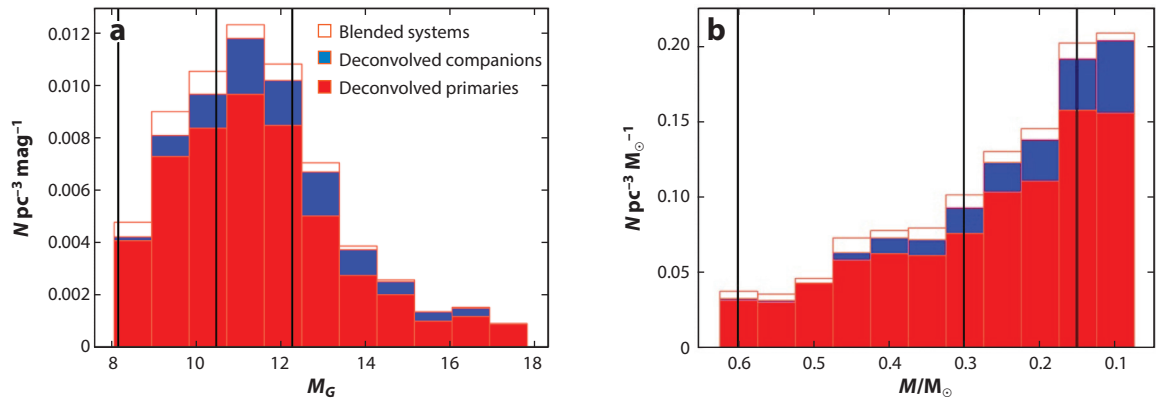 a
Blended systems
Deconvolved companions
Deconvolved primaries
N pc⁻³ mag⁻¹
0.012
0.010
0.008
0.006
0.004
0.002
0
8 10 12 14 16 18
M_G
b
N pc⁻³ M⊙⁻¹
0.20
0.15
0.10
0.05
0
0.6 0.5 0.4 0.3 0.2 0.1
M/M⊙